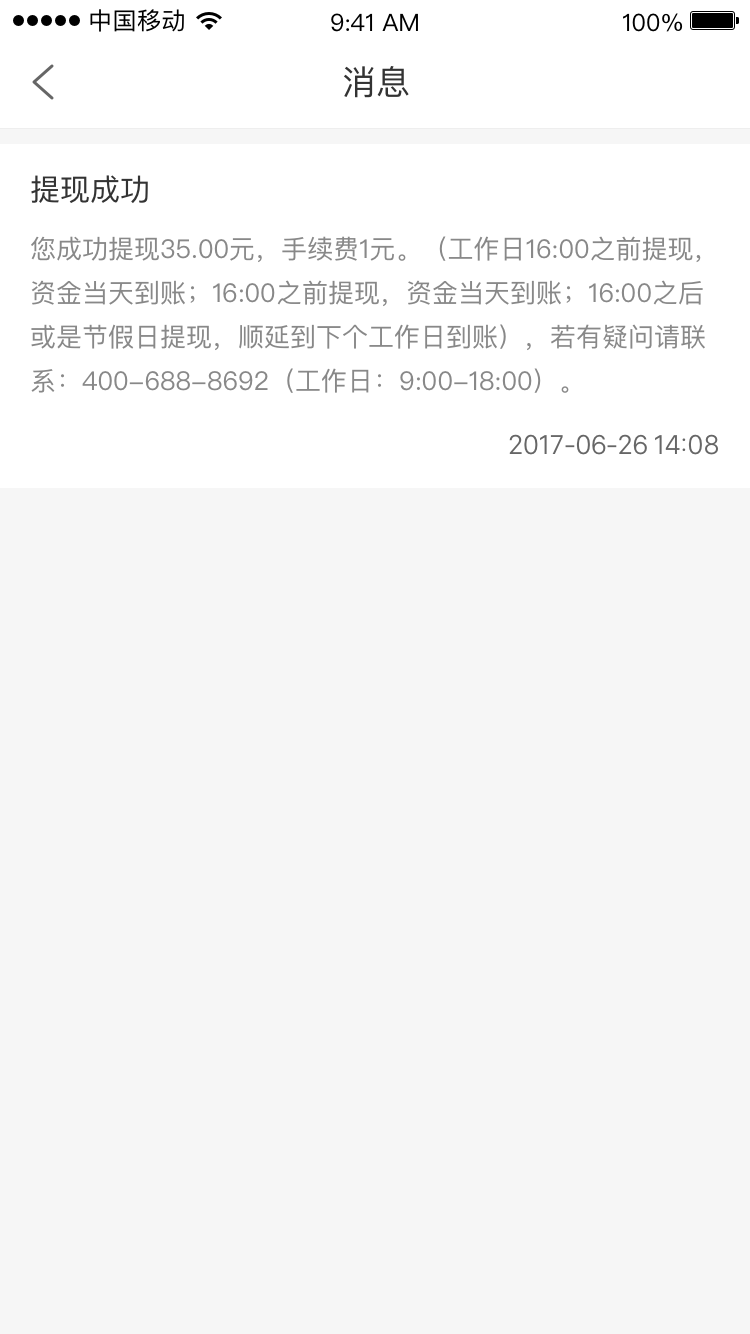 中国移动
9:41 AM
100%
消息
提现成功
您成功提现35.00元，手续费1元。（工作日16:00之前提现，
资金当天到账；16:00之前提现，资金当天到账；16:00之后
或是节假日提现，顺延到下个工作日到账），若有疑问请联
系：400–688–8692（工作日：9:00–18:00）。
2017-06-26 14:08